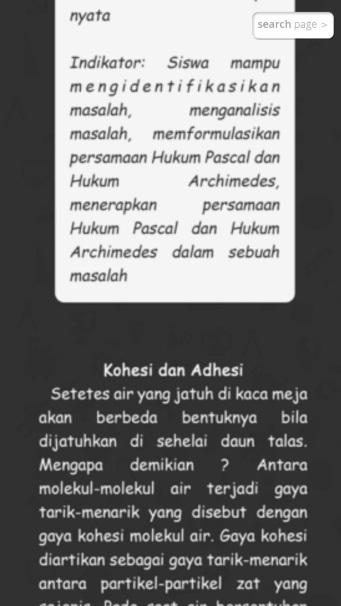 nyata
search page >
Indikator: Siswa mampu
mengidentifikasikan
masalah, menganalisis
masalah, memformulasikan
persamaan Hukum Pascal dan
Hukum Archimedes,
menerapkan persamaan
Hukum Pascal dan Hukum
Archimedes dalam sebuah
masalah
Kohesi dan Adhesi
Setetes air yang jatuh di kaca meja
akan berbeda bentuknya bila
dijatuhkan di sehelai daun talas.
Mengapa demikian ? Antara
molekul-molekul air terjadi gaya
tarik-menarik yang disebut dengan
gaya kohesi molekul air. Gaya kohesi
diartikan sebagai gaya tarik-menarik
antara partikel-partikel zat yang